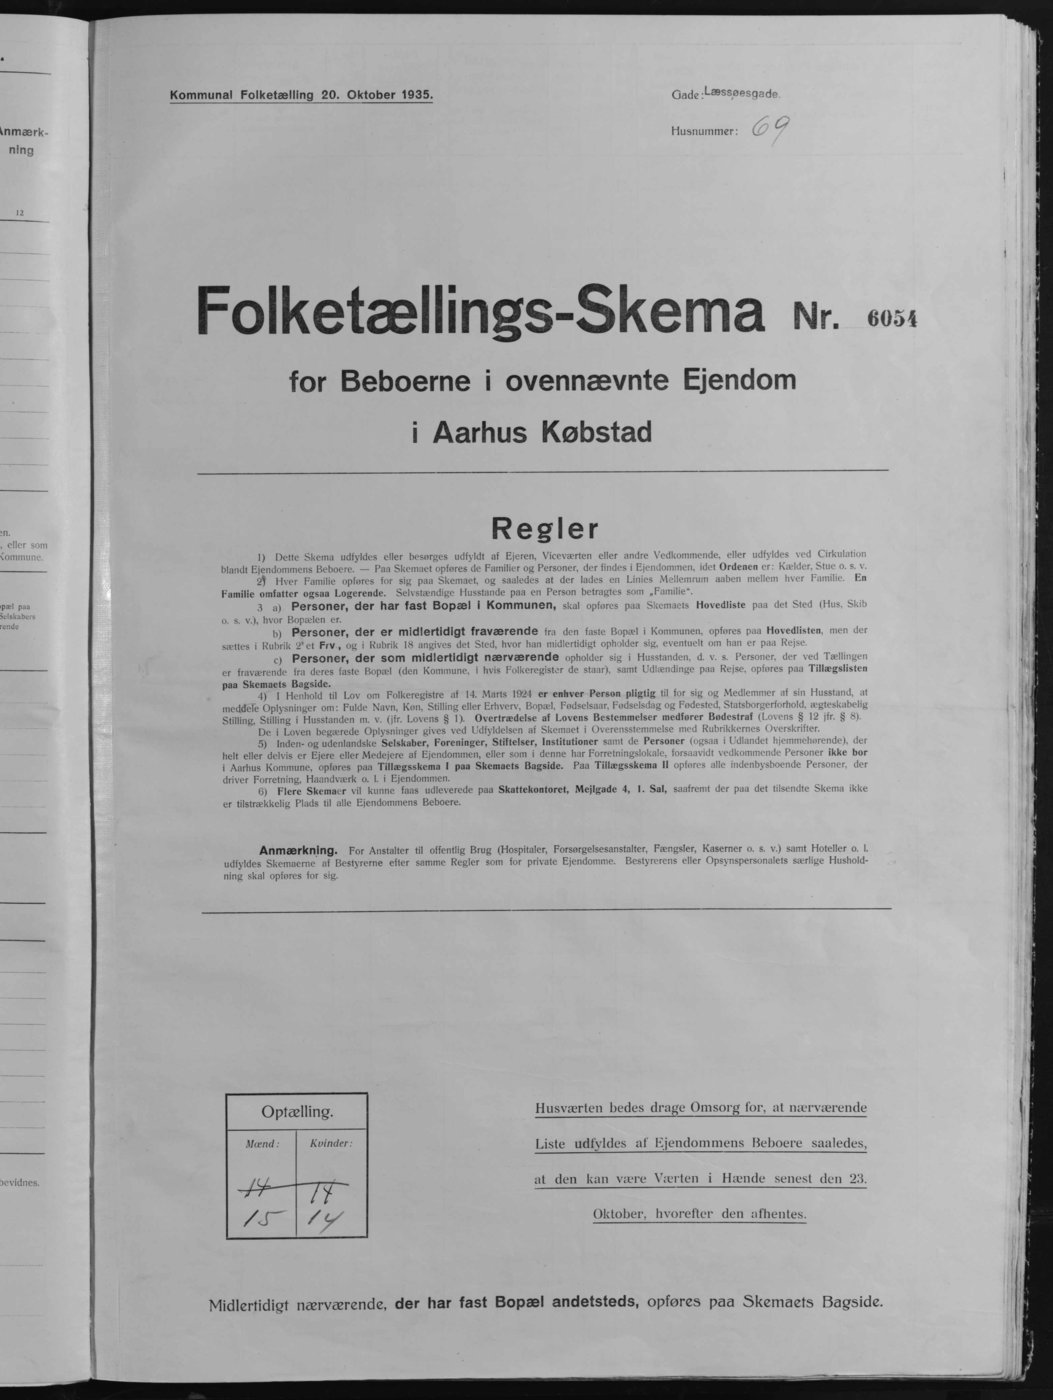 Anmærk-
ning
12
en.
, eller som
Kommune.
opæl paa
Selskabers
rende
bevidnes.
Kommunal Folketælling 20. Oktober 1935.
Gade: Læssøesgade.
Husnummer: 69
Folketællings-Skema Nr. 6054
for Beboerne i ovennævnte Ejendom
i Aarhus Købstad
Regler
1) Dette Skema udfyldes eller besørges udfyldt af Ejeren, Viceværten eller andre Vedkommende, eller udfyldes ved Cirkulation
blandt Ejendommens Beboere. — Paa Skemaet opføres de Familier og Personer, der findes i Ejendommen, idet Ordenen er: Kælder, Stue o. s. v.
2) Hver Familie opføres for sig paa Skemaet, og saaledes at der lades en Linies Mellemrum aaben mellem hver Familie. En
Familie omfatter ogsaa Logerende. Selvstændige Husstande paa en Person betragtes som „Familie“.
3 a) Personer, der har fast Bopæl i Kommunen, skal opføres paa Skemaets Hovedliste paa det Sted (Hus, Skib
o. s. v.), hvor Bopælen er.
b) Personer, der er midlertidigt fraværende fra den faste Bopæl i Kommunen, opføres paa Hovedlisten, men der
sættes i Rubrik 2 et Frv., og i Rubrik 18 angives det Sted, hvor han midlertidigt opholder sig, eventuelt om han er paa Rejse.
c) Personer, der som midlertidigt nærværende opholder sig i Husstanden, d. v. s. Personer, der ved Tællingen
er fraværende fra deres faste Bopæl (den Kommune, i hvis Folkeregister de staar), samt Udlændinge paa Rejse, opføres paa Tillægslisten
paa Skemaets Bagside.
4) I Henhold til Lov om Folkeregistre af 14. Marts 1924 er enhver Person pligtig til for sig og Medlemmer af sin Husstand, at
meddele Oplysninger om: Fulde Navn, Køn, Stilling eller Erhverv, Bopæl, Fødselsaar, Fødselsdag og Fødested, Statsborgerforhold, ægteskabelig
Stilling, Stilling i Husstanden m. v. (jfr. Lovens § 1). Overtrædelse af Lovens Bestemmelser medfører Bødestraf (Lovens § 12 jfr. § 8).
De i Loven begærede Oplysninger gives ved Udfyldelsen af Skemaet i Overensstemmelse med Rubrikkernes Overskrifter.
5) Inden- og udenlandske Selskaber, Foreninger, Stiftelser, Institutioner samt de Personer (ogsaa i Udlandet hjemmehørende), der
helt eller delvis er Ejere eller Medejere af Ejendommen, eller som i denne har Forretningslokale, forsaavidt vedkommende Personer ikke bor
i Aarhus Kommune, opføres paa Tillægsskema I paa Skemaets Bagside. Paa Tillægsskema II opføres alle indenbysboende Personer, der
driver Forretning, Haandværk o. l. i Ejendommen.
6) Flere Skemaer vil kunne faas udleverede paa Skattekontoret, Mejlgade 4, 1. Sal, saafremt der paa det tilsendte Skema ikke
er tilstrækkelig Plads til alle Ejendommens Beboere.
Anmærkning. For Anstalter til offentlig Brug (Hospitaler, Forsørgelsesanstalter, Fængsler, Kaserner o. s. v.) samt Hoteller o. l.
udfyldes Skemaerne af Bestyrerne efter samme Regler som for private Ejendomme. Bestyrerens eller Opsynspersonalets særlige Hushold-
ning skal opføres for sig.
Optælling.
Mænd: Kvinder:
14 14
15 14
Husværten bedes drage Omsorg for, at nærværende
Liste udfyldes af Ejendommens Beboere saaledes,
at den kan være Værten i Hænde senest den 23.
Oktober, hvorefter den afhentes.
Midlertidigt nærværende, der har fast Bopæl andetsteds, opføres paa Skemaets Bagside.